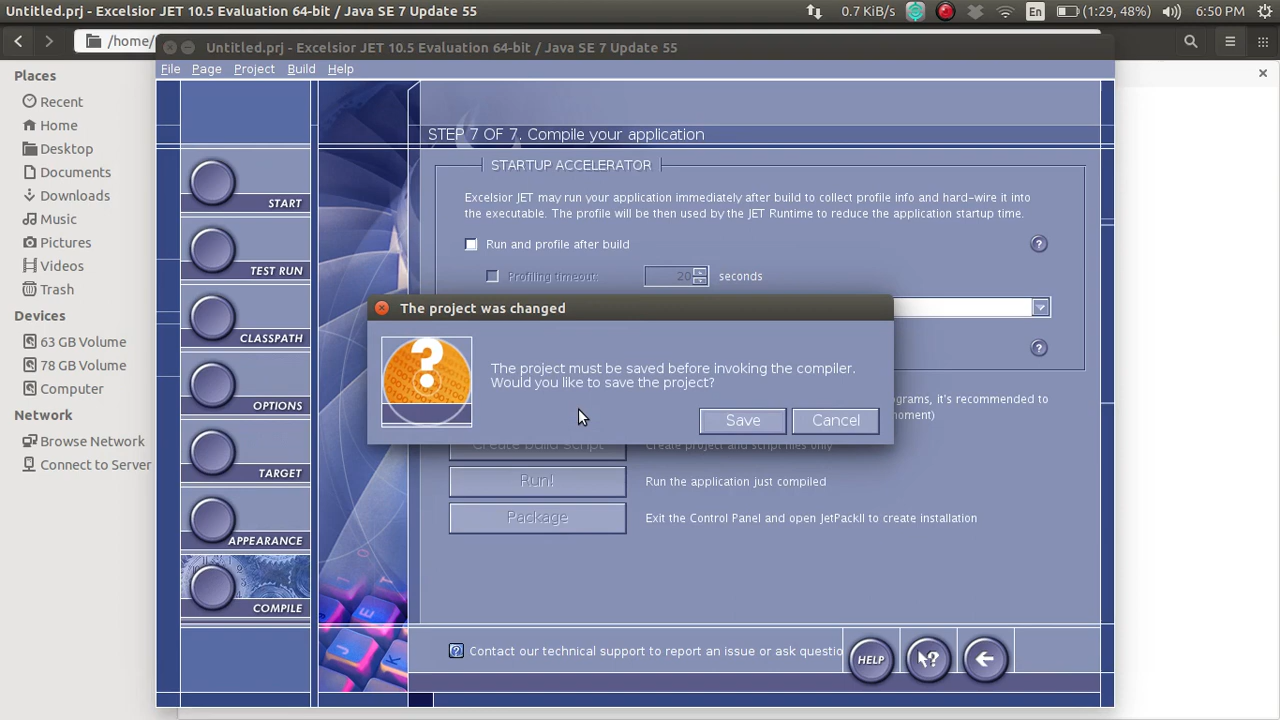 Untitled.prj - Excelsior JET 10.5 Evaluation 64-bit / Java SE 7 Update 55
0.7 KiB/s
En
(1:29, 48%)
6:50 PM
/home/
Untitled.prj - Excelsior JET 10.5 Evaluation 64-bit / Java SE 7 Update 55
File Page Project Build Help
Places
Recent
Home
Desktop
Documents
Downloads
Music
Pictures
Videos
Trash
Devices
63 GB Volume
78 GB Volume
Computer
Network
Browse Network
Connect to Server
START
TEST RUN
CLASSPATH
OPTIONS
TARGET
APPEARANCE
COMPILE
STEP 7 OF 7. Compile your application
STARTUP ACCELERATOR
Excelsior JET may run your application immediately after build to collect profile info and hard-wire it into
the executable. The profile will be then used by the JET Runtime to reduce the application startup time.
Run and profile after build
?
Profiling timeout: 20 seconds
The project was changed
?
The project must be saved before invoking the compiler.
Would you like to save the project?
Save Cancel
?
ograms, it's recommended to
moment)
Create build script Create project and script files only
Run! Run the application just compiled
Package Exit the Control Panel and open JetPackII to create installation
? Contact our technical support to report an issue or ask questio
HELP
?